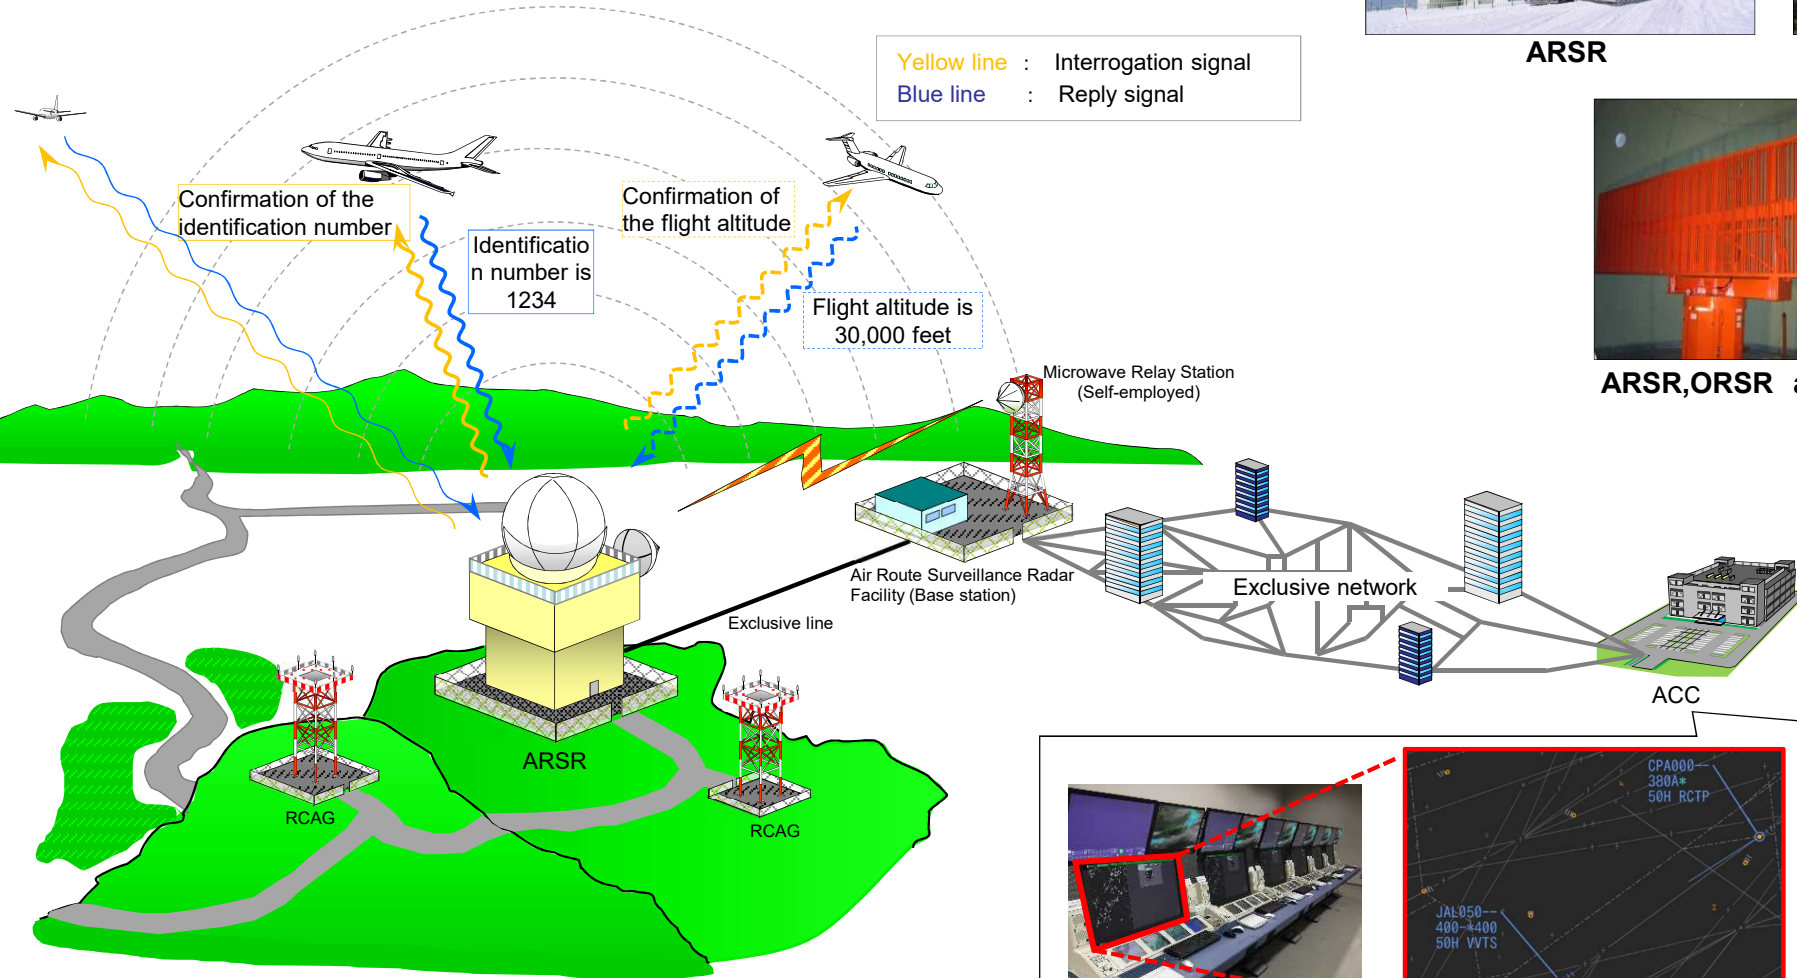 ARSR
Yellow line : Interrogation signal
Blue line : Reply signal
Confirmation of the
identification number
Identificatio
n number is
1234
Confirmation of
the flight altitude
Flight altitude is
30,000 feet
ARSR,ORSR
Microwave Relay Station
(Self-employed)
Air Route Surveillance Radar
Facility (Base station)
Exclusive network
Exclusive line
ACC
ARSR
RCAG
RCAG
CPA000--
380A*
50H RCTP
JAL050--
400-*400
50H VVTS